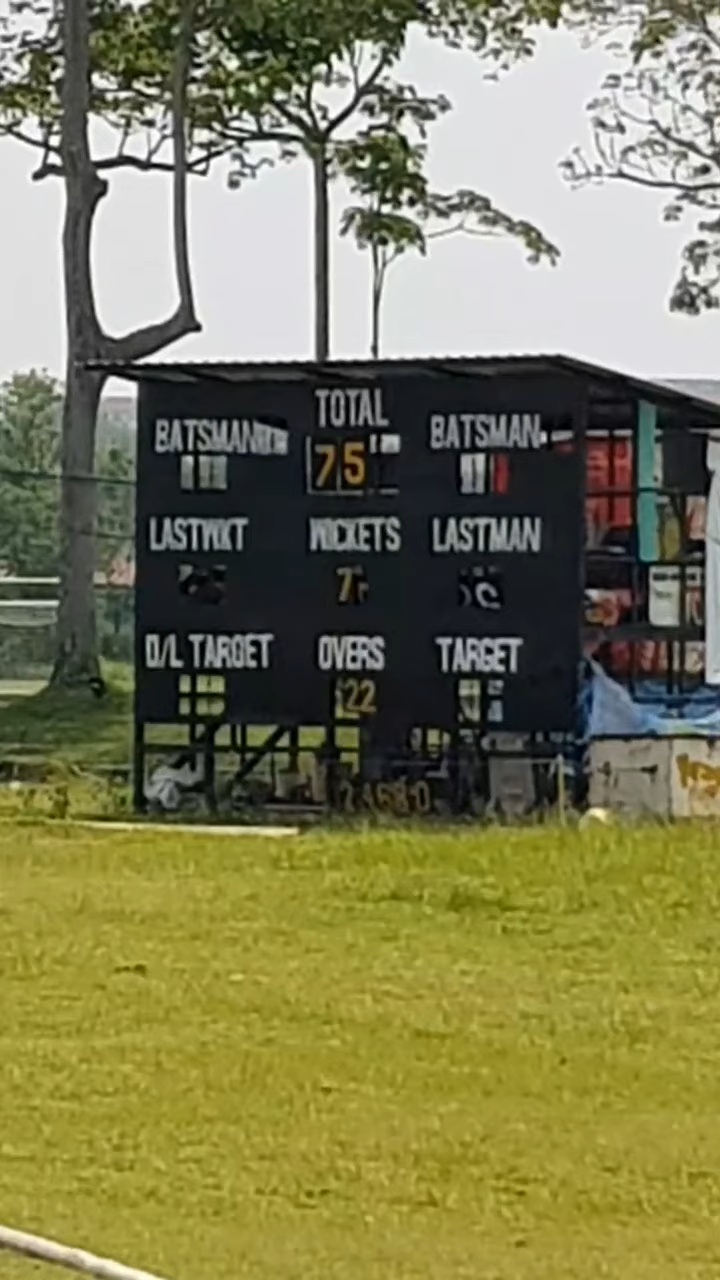 TOTAL
BATSMAN 75 BATSMAN
LASTWKT WICKETS LASTMAN
7
D/L TARGET OVERS TARGET
22